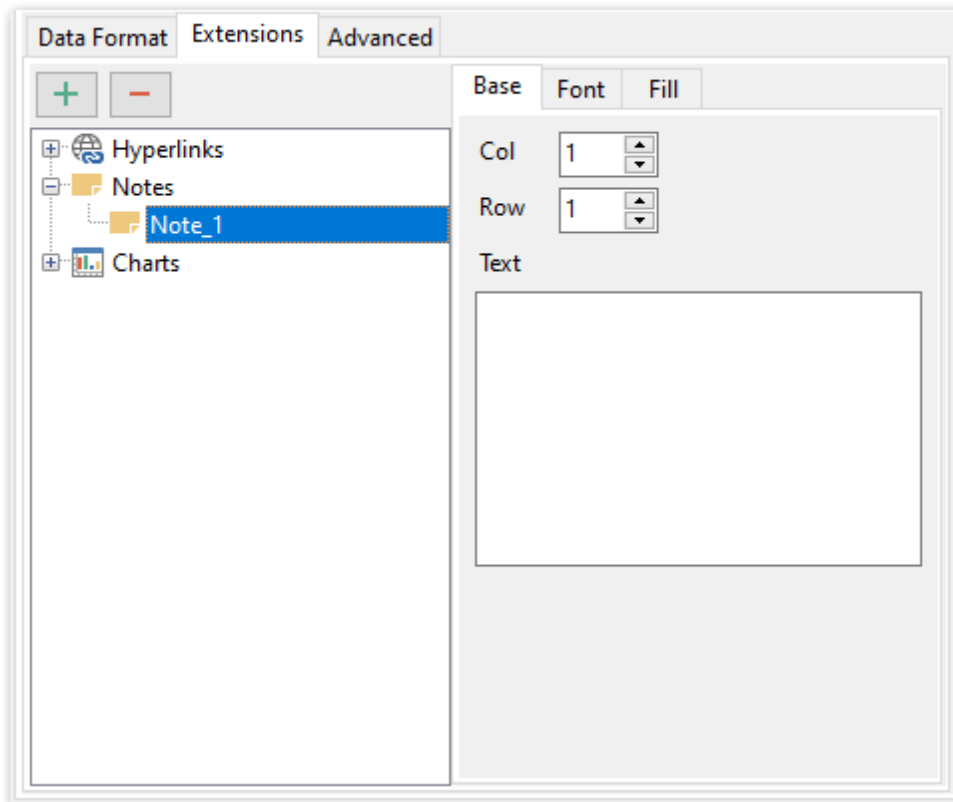 Data Format Extensions Advanced
Base Font Fill
Hyperlinks
Notes
Note_1
Charts
Col 1
Row 1
Text